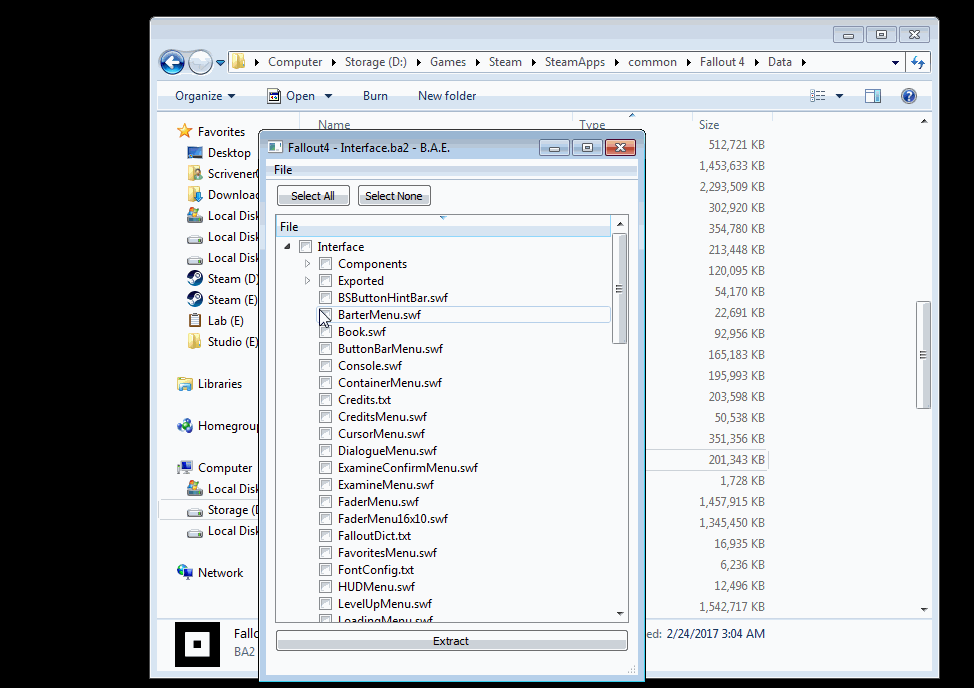 Computer Storage (D:) Games Steam SteamApps common Fallout 4 Data
Organize Open Burn New folder
Name Type Size
Favorites
Desktop
Scrivener
Downloa
Local Disk
Local Disk
Local Disk
Steam (D
Steam (E)
Lab (E)
Studio (E)
Libraries
Homegrou
Computer
Local Disk
Storage (
Local Disk
Network
Fallout4 - Interface.ba2 - B.A.E.
File
Select All Select None
File
Interface
Components
Exported
BSButtonHintBar.swf
BarterMenu.swf
Book.swf
ButtonBarMenu.swf
Console.swf
ContainerMenu.swf
Credits.txt
CreditsMenu.swf
CursorMenu.swf
DialogueMenu.swf
ExamineConfirmMenu.swf
ExamineMenu.swf
FaderMenu.swf
FaderMenu16x10.swf
FalloutDict.txt
FavoritesMenu.swf
FontConfig.txt
HUDMenu.swf
LevelUpMenu.swf
LoadingMenu.swf
Extract
512,721 KB
1,453,633 KB
2,293,509 KB
302,920 KB
354,780 KB
213,448 KB
120,095 KB
54,170 KB
22,691 KB
92,956 KB
165,183 KB
195,993 KB
203,598 KB
50,538 KB
351,356 KB
201,343 KB
1,728 KB
1,457,915 KB
1,345,450 KB
16,935 KB
6,236 KB
12,496 KB
1,542,717 KB
Fallo
ed: 2/24/2017 3:04 AM
BA2